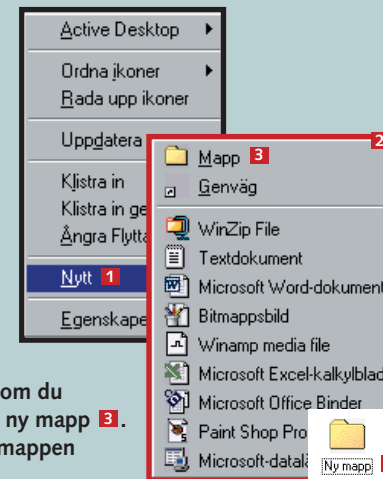 Active Desktop
Ordna ikoner
Rada upp ikoner
Uppdatera
Klistra in
Klistra in ge
Ångra Flytta
Nytt 1
Egenskape
2
Mapp 3
Genväg
WinZip File
Textdokument
Microsoft Word-dokument
Bitmappsbild
Winamp media file
Microsoft Excel-kalkylblad
Microsoft Office Binder
Paint Shop Pro
Microsoft-datalä
Ny mapp
om du
ny mapp 3.
mappen